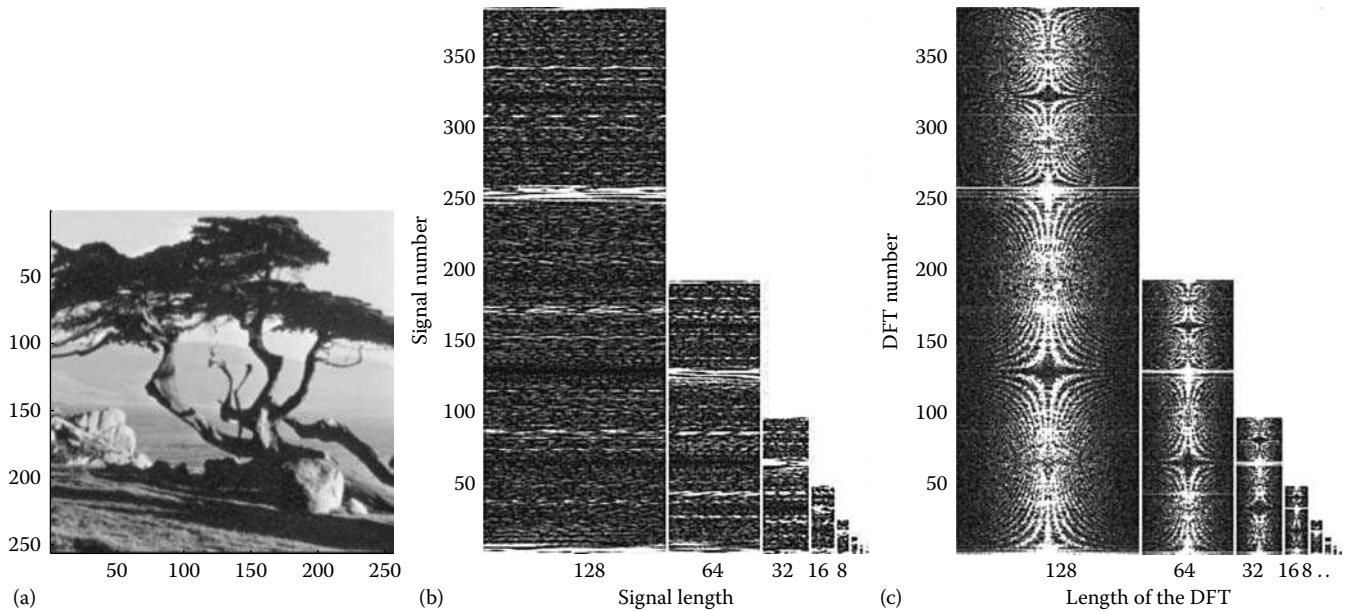 50
100
150
200
250
50 100 150 200 250
(a)
Signal number
350
300
250
200
150
100
50
128 64 32 16 8
Signal length
(b)
DFT number
350
300
250
200
150
100
50
128 64 32 16 8 . .
Length of the DFT
(c)